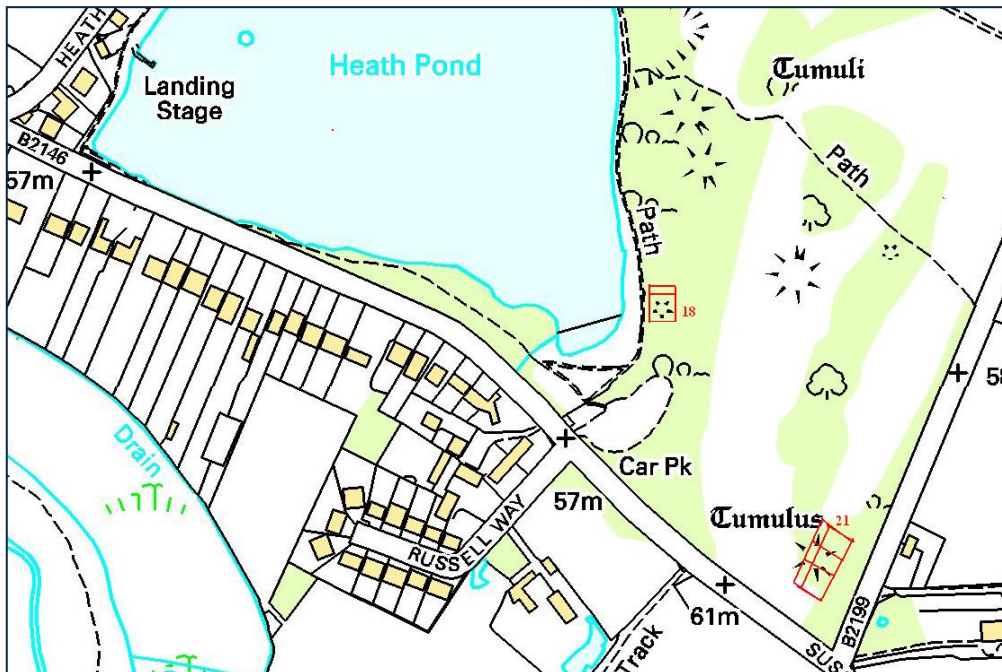 HEATH
Landing
Stage
Heath Pond
Tumuli
B2146
57m
Path
Path
18
58
Drain
Car Pk
57m
Tumulus
21
RUSSELL WAY
61m
Track
B2199
SUS